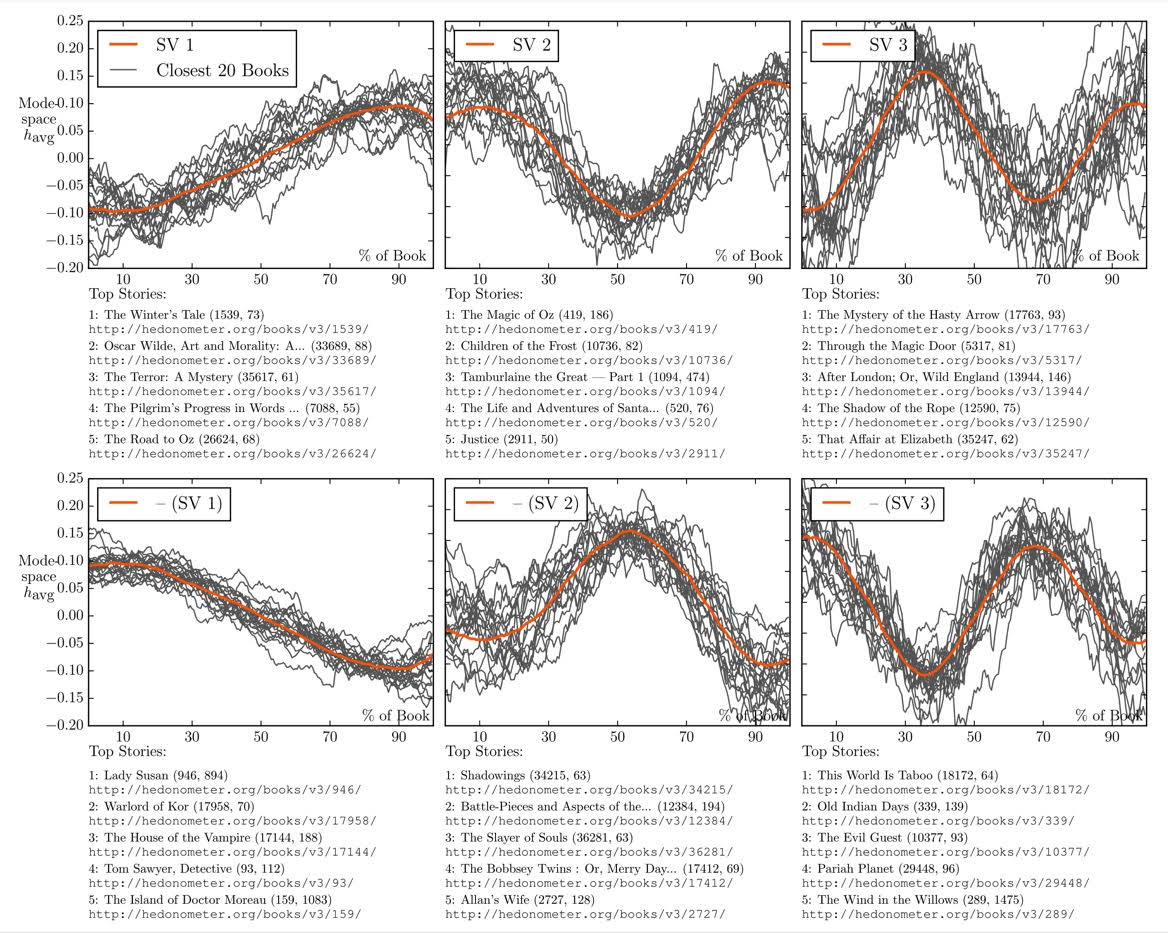 0.25
0.20
0.15
Mode-0.10
space 0.05
havg
0.00
−0.05
−0.10
−0.15
−0.20
SV 1
Closest 20 Books
% of Book
10 30 50 70 90
SV 2
10 30 50 70 90
SV 3
% of Book
10 30 50 70 90
Top Stories:
1: The Winter's Tale (1539, 73)
http://hedonometer.org/books/v3/1539/
2: Oscar Wilde, Art and Morality: A... (33689, 88)
http://hedonometer.org/books/v3/33689/
3: The Terror: A Mystery (35617, 61)
http://hedonometer.org/books/v3/35617/
4: The Pilgrim's Progress in Words ... (7088, 55)
http://hedonometer.org/books/v3/7088/
5: The Road to Oz (26624, 68)
http://hedonometer.org/books/v3/26624/
Top Stories:
1: The Magic of Oz (419, 186)
http://hedonometer.org/books/v3/419/
2: Children of the Frost (10736, 82)
http://hedonometer.org/books/v3/10736/
3: Tamburlaine the Great — Part 1 (1094, 474)
http://hedonometer.org/books/v3/1094/
4: The Life and Adventures of Santa... (520, 76)
http://hedonometer.org/books/v3/520/
5: Justice (2911, 50)
http://hedonometer.org/books/v3/2911/
% of Book
Top Stories:
1: The Mystery of the Hasty Arrow (17763, 93)
http://hedonometer.org/books/v3/17763/
2: Through the Magic Door (5317, 81)
http://hedonometer.org/books/v3/5317/
3: After London; Or, Wild England (13944, 146)
http://hedonometer.org/books/v3/13944/
4: The Shadow of the Rope (12590, 75)
http://hedonometer.org/books/v3/12590/
5: That Affair at Elizabeth (35247, 62)
http://hedonometer.org/books/v3/35247/
0.25
0.20
0.15
Mode-0.10
space 0.05
havg
0.00
−0.05
−0.10
−0.15
−0.20
– (SV 1)
% of Book
10 30 50 70 90
– (SV 2)
% of Book
10 30 50 70 90
– (SV 3)
% of Book
10 30 50 70 90
Top Stories:
1: Lady Susan (946, 894)
http://hedonometer.org/books/v3/946/
2: Warlord of Kor (17958, 70)
http://hedonometer.org/books/v3/17958/
3: The House of the Vampire (17144, 188)
http://hedonometer.org/books/v3/17144/
4: Tom Sawyer, Detective (93, 112)
http://hedonometer.org/books/v3/93/
5: The Island of Doctor Moreau (159, 1083)
http://hedonometer.org/books/v3/159/
Top Stories:
1: Shadowings (34215, 63)
http://hedonometer.org/books/v3/34215/
2: Battle-Pieces and Aspects of the... (12384, 194)
http://hedonometer.org/books/v3/12384/
3: The Slayer of Souls (36281, 63)
http://hedonometer.org/books/v3/36281/
4: The Bobbsey Twins : Or, Merry Day... (17412, 69)
http://hedonometer.org/books/v3/17412/
5: Allan's Wife (2727, 128)
http://hedonometer.org/books/v3/2727/
Top Stories:
1: This World Is Taboo (18172, 64)
http://hedonometer.org/books/v3/18172/
2: Old Indian Days (339, 139)
http://hedonometer.org/books/v3/339/
3: The Evil Guest (10377, 93)
http://hedonometer.org/books/v3/10377/
4: Pariah Planet (29448, 96)
http://hedonometer.org/books/v3/29448/
5: The Wind in the Willows (289, 1475)
http://hedonometer.org/books/v3/289/